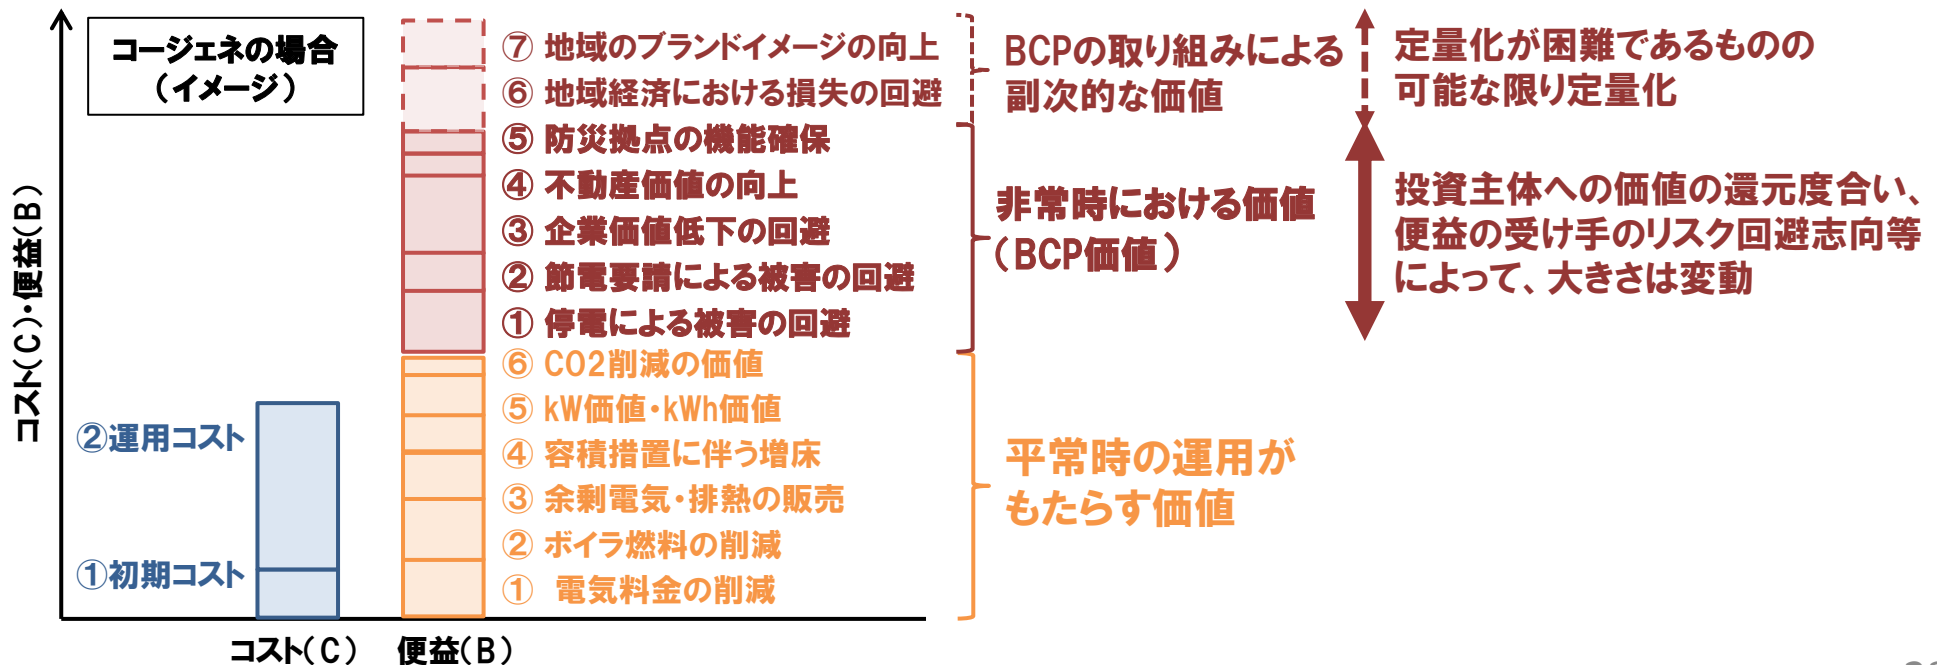 コージェネの場合
（イメージ）
コスト(C)・便益(B)
⑦ 地域のブランドイメージの向上
⑥ 地域経済における損失の回避
⑤ 防災拠点の機能確保
④ 不動産価値の向上
③ 企業価値低下の回避
② 節電要請による被害の回避
① 停電による被害の回避
⑥ CO2削減の価値
⑤ kW価値・kWh価値
④ 容積措置に伴う増床
③ 余剰電気・排熱の販売
② ボイラ燃料の削減
① 電気料金の削減
②運用コスト
①初期コスト
コスト(C)
便益(B)
BCPの取り組みによる
副次的な価値
非常時における価値
（BCP価値）
平常時の運用が
もたらす価値
定量化が困難であるものの
可能な限り定量化
投資主体への価値の還元度合い、
便益の受け手のリスク回避志向等
によって、大きさは変動